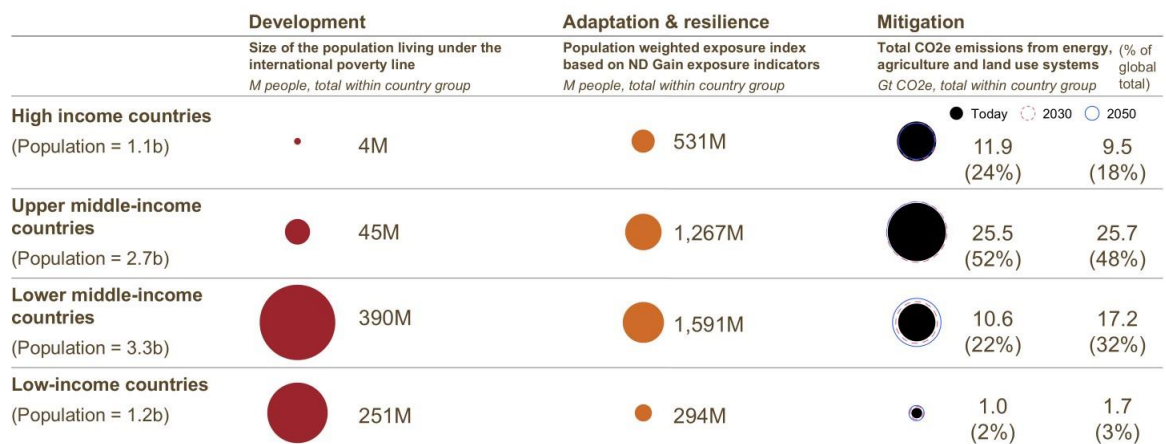 Development
Adaptation & resilience
Mitigation
Size of the population living under the
international poverty line
M people, total within country group
Population weighted exposure index
based on ND Gain exposure indicators
M people, total within country group
Total CO2e emissions from energy,
agriculture and land use systems
Gt CO2e, total within country group
(% of
global
total)
Today 2030 2050
High income countries
(Population = 1.1b)
4M
531M
11.9 9.5
(24%) (18%)
Upper middle-income
countries
(Population = 2.7b)
45M
1,267M
25.5 25.7
(52%) (48%)
Lower middle-income
countries
(Population = 3.3b)
390M
1,591M
10.6 17.2
(22%) (32%)
Low-income countries
(Population = 1.2b)
251M
294M
1.0 1.7
(2%) (3%)